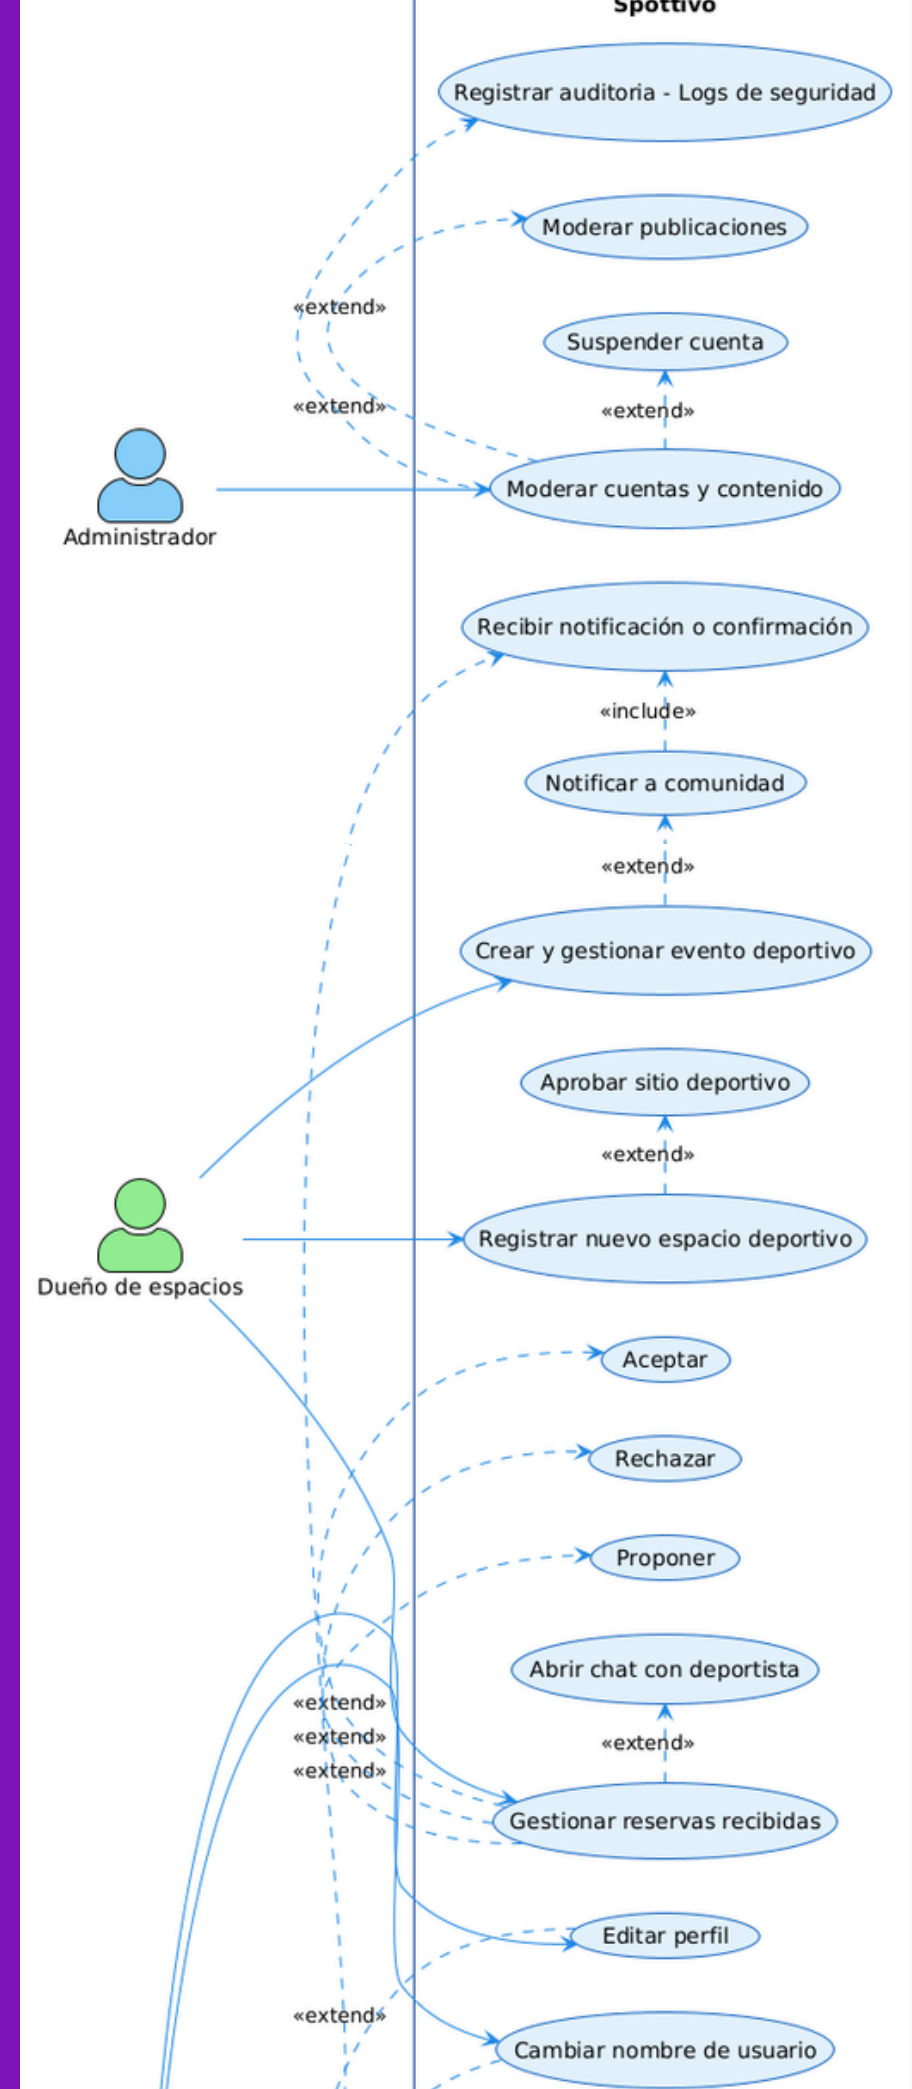 Spottivo
Registrar auditoria - Logs de seguridad
Moderar publicaciones
«extend»
Suspender cuenta
«extend»
«extend»
Moderar cuentas y contenido
Administrador
Recibir notificación o confirmación
«include»
Notificar a comunidad
«extend»
Crear y gestionar evento deportivo
Aprobar sitio deportivo
«extend»
Registrar nuevo espacio deportivo
Dueño de espacios
Aceptar
Rechazar
Proponer
Abrir chat con deportista
«extend»
«extend»
«extend»
«extend»
Gestionar reservas recibidas
Editar perfil
«extend»
Cambiar nombre de usuario